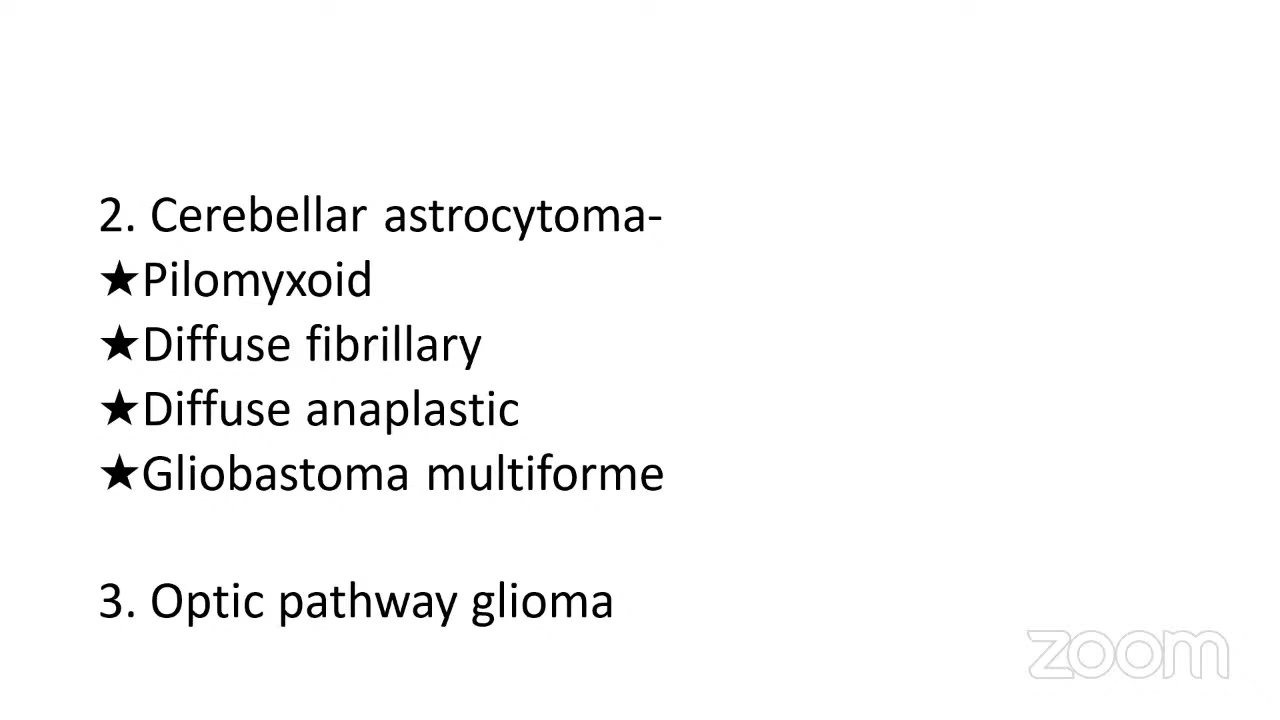 2. Cerebellar astrocytoma-
★Pilomyxoid
★Diffuse fibrillary
★Diffuse anaplastic
★Gliobastoma multiforme
3. Optic pathway glioma
zoom